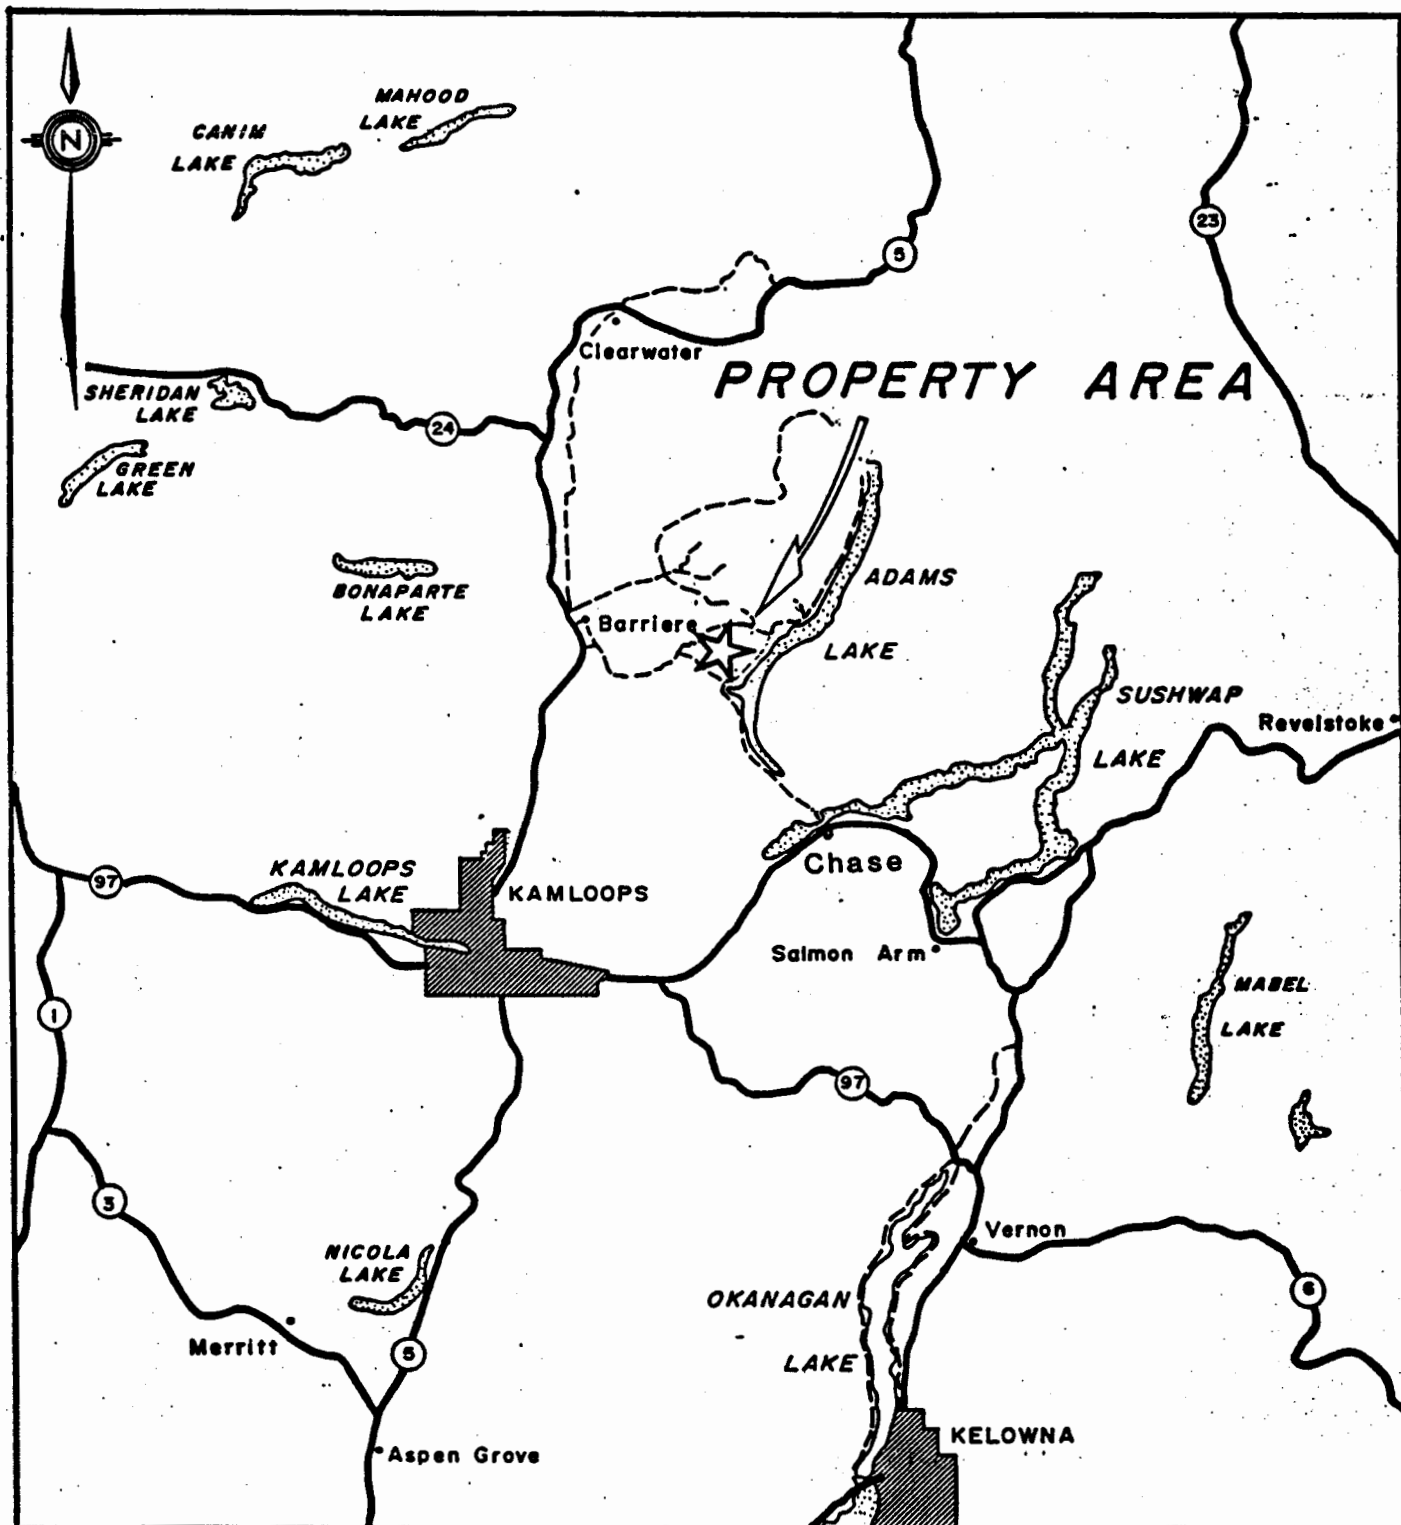 N
MAHOOD
LAKE
CANIM
LAKE
23
5
Clearwater
PROPERTY AREA
SHERIDAN
LAKE
24
GREEN
LAKE
BONAPARTE
LAKE
ADAMS
LAKE
Barriere
SUSHWAP
LAKE
Revelstoke
Chase
KAMLOOPS
LAKE
97
KAMLOOPS
Salmon Arm
MABEL
LAKE
1
97
3
Vernon
NICOLA
LAKE
6
OKANAGAN
LAKE
Merritt
5
KELOWNA
Aspen Grove